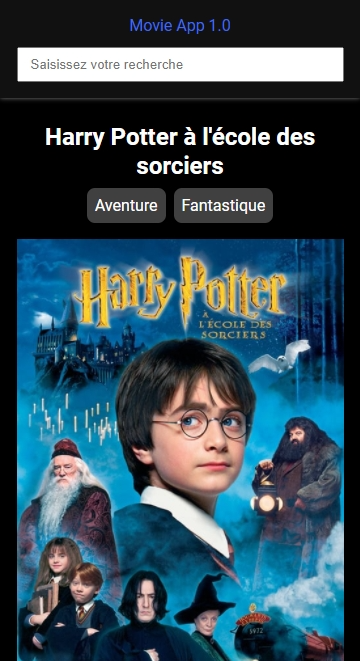 Movie App 1.0
Saisissez votre recherche
Harry Potter à l'école des
sorciers
Aventure Fantastique
Harry Potter
À
L'ÉCOLE DES
SORCIERS
5972